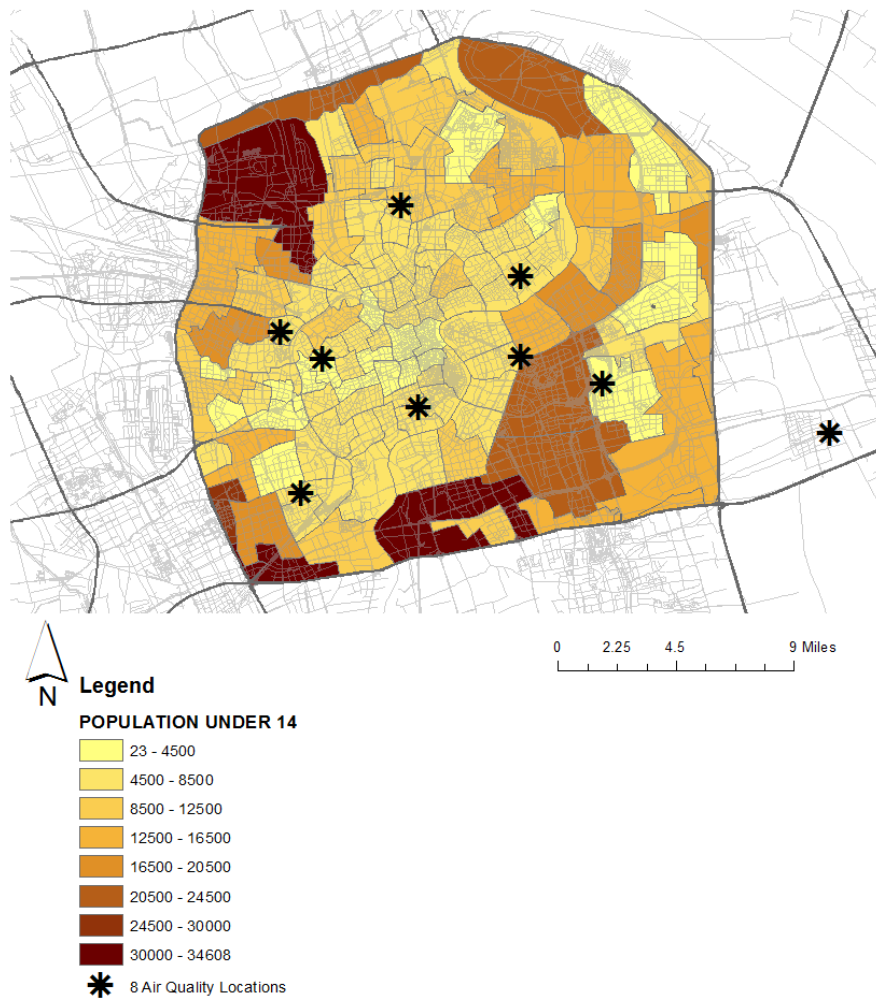 0 2.25 4.5 9 Miles
N
Legend
POPULATION UNDER 14
23 - 4500
4500 - 8500
8500 - 12500
12500 - 16500
16500 - 20500
20500 - 24500
24500 - 30000
30000 - 34608
8 Air Quality Locations